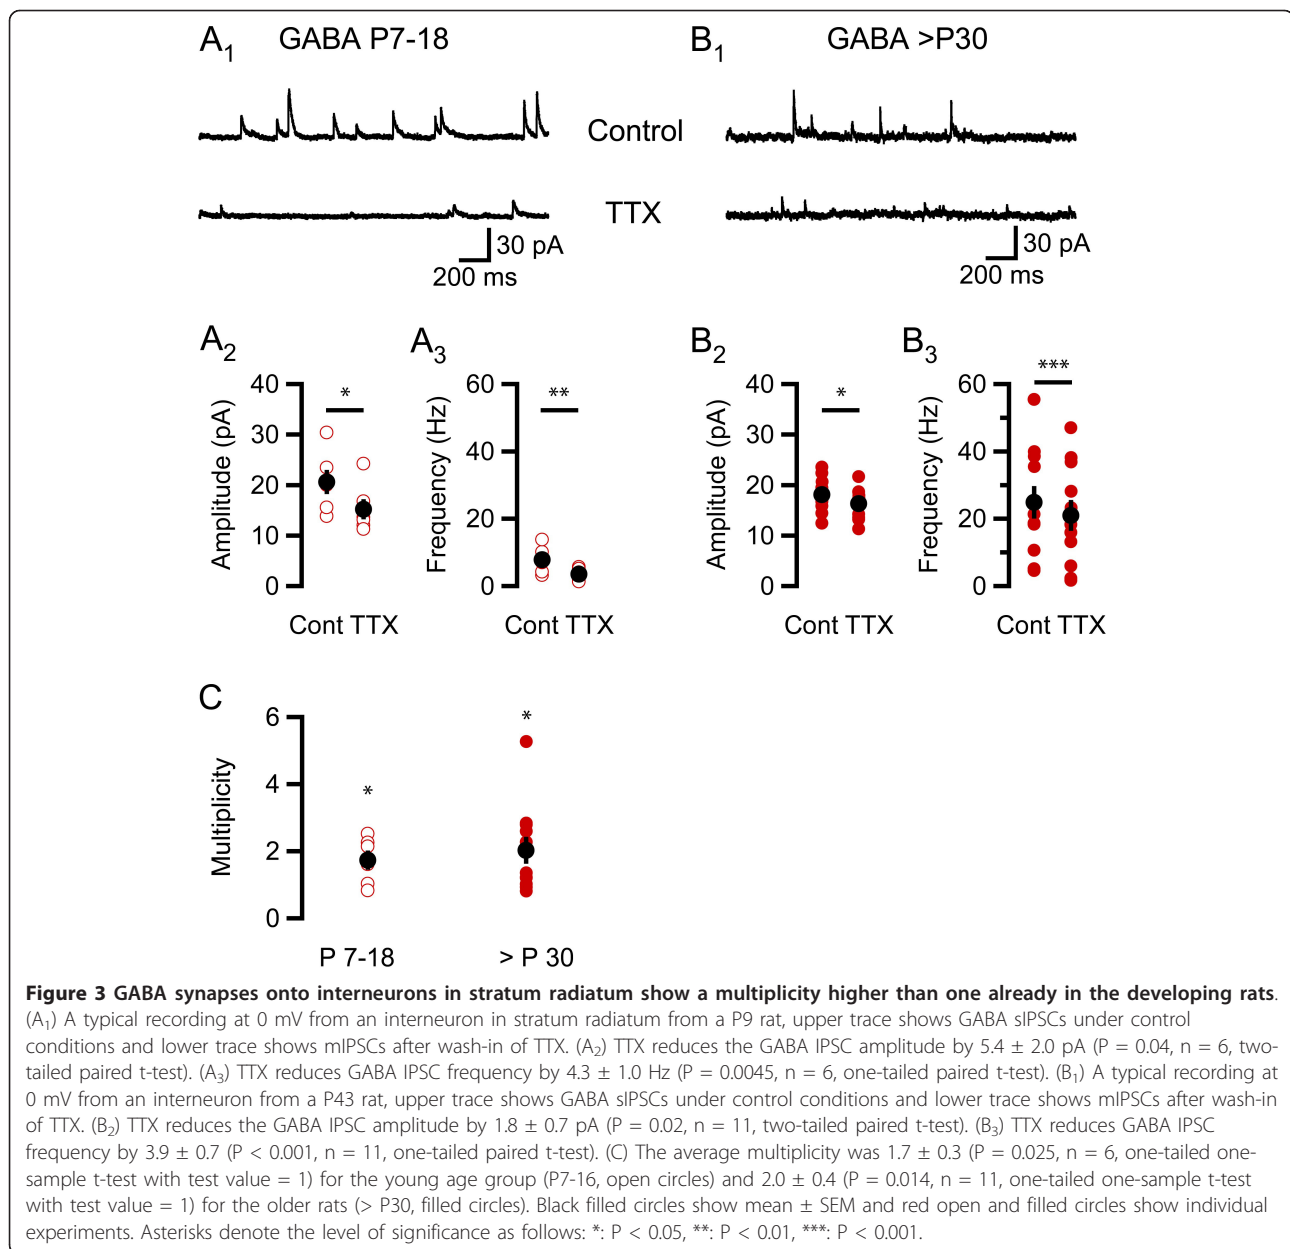 A1 GABA P7-18
B1 GABA >P30
Control
TTX
30 pA
200 ms
30 pA
200 ms
A2
A3
B2
B3
Amplitude (pA)
40
30
20
10
0
*
Cont TTX
Frequency (Hz)
60
40
20
0
**
Cont TTX
Amplitude (pA)
40
30
20
10
0
*
Cont TTX
Frequency (Hz)
60
40
20
0
***
Cont TTX
C
Multiplicity
6
4
2
0
*
*
P 7-18
> P 30
Figure 3 GABA synapses onto interneurons in stratum radiatum show a multiplicity higher than one already in the developing rats.
(A1) A typical recording at 0 mV from an interneuron in stratum radiatum from a P9 rat, upper trace shows GABA sIPSCs under control
conditions and lower trace shows mIPSCs after wash-in of TTX. (A2) TTX reduces the GABA IPSC amplitude by 5.4 ± 2.0 pA (P = 0.04, n = 6, two-
tailed paired t-test). (A3) TTX reduces GABA IPSC frequency by 4.3 ± 1.0 Hz (P = 0.0045, n = 6, one-tailed paired t-test). (B1) A typical recording at
0 mV from an interneuron from a P43 rat, upper trace shows GABA sIPSCs under control conditions and lower trace shows mIPSCs after wash-in
of TTX. (B2) TTX reduces the GABA IPSC amplitude by 1.8 ± 0.7 pA (P = 0.02, n = 11, two-tailed paired t-test). (B3) TTX reduces GABA IPSC
frequency by 3.9 ± 0.7 (P < 0.001, n = 11, one-tailed paired t-test). (C) The average multiplicity was 1.7 ± 0.3 (P = 0.025, n = 6, one-tailed one-
sample t-test with test value = 1) for the young age group (P7-16, open circles) and 2.0 ± 0.4 (P = 0.014, n = 11, one-tailed one-sample t-test
with test value = 1) for the older rats (> P30, filled circles). Black filled circles show mean ± SEM and red open and filled circles show individual
experiments. Asterisks denote the level of significance as follows: *: P < 0.05, **: P < 0.01, ***: P < 0.001.